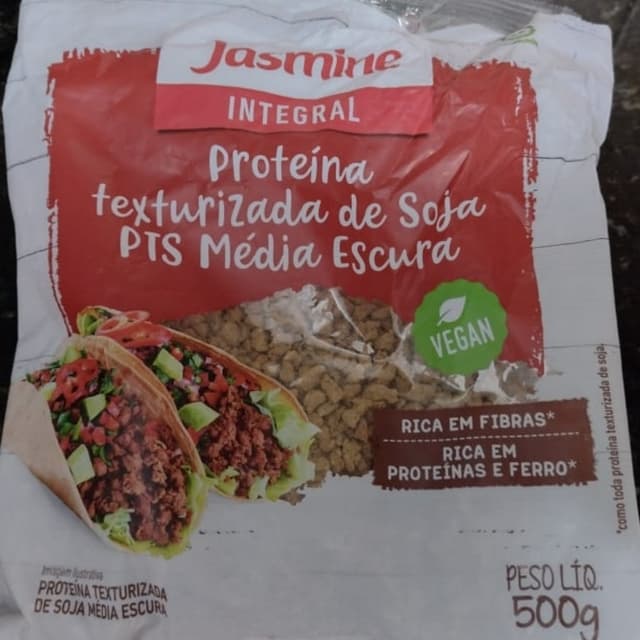 Jasmine
INTEGRAL
Proteína
texturizada de Soja
PTS Média Escura
VEGAN
RICA EM FIBRAS*
RICA EM
PROTEÍNAS E FERRO*
*como toda proteína texturizada de soja.
Imagem ilustrativa
PROTEÍNA TEXTURIZADA
DE SOJA MÉDIA ESCURA
PESO LÍQ.
500g